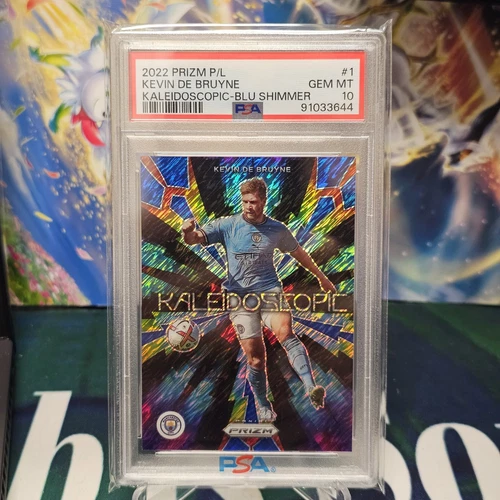 2022 PRIZM P/L #1
KEVIN DE BRUYNE GEM MT
KALEIDOSCOPIC-BLU SHIMMER 10
PSA 91033644
KEVIN DE BRUYNE
KALEIDOSCOPIC
PRIZM
PSA